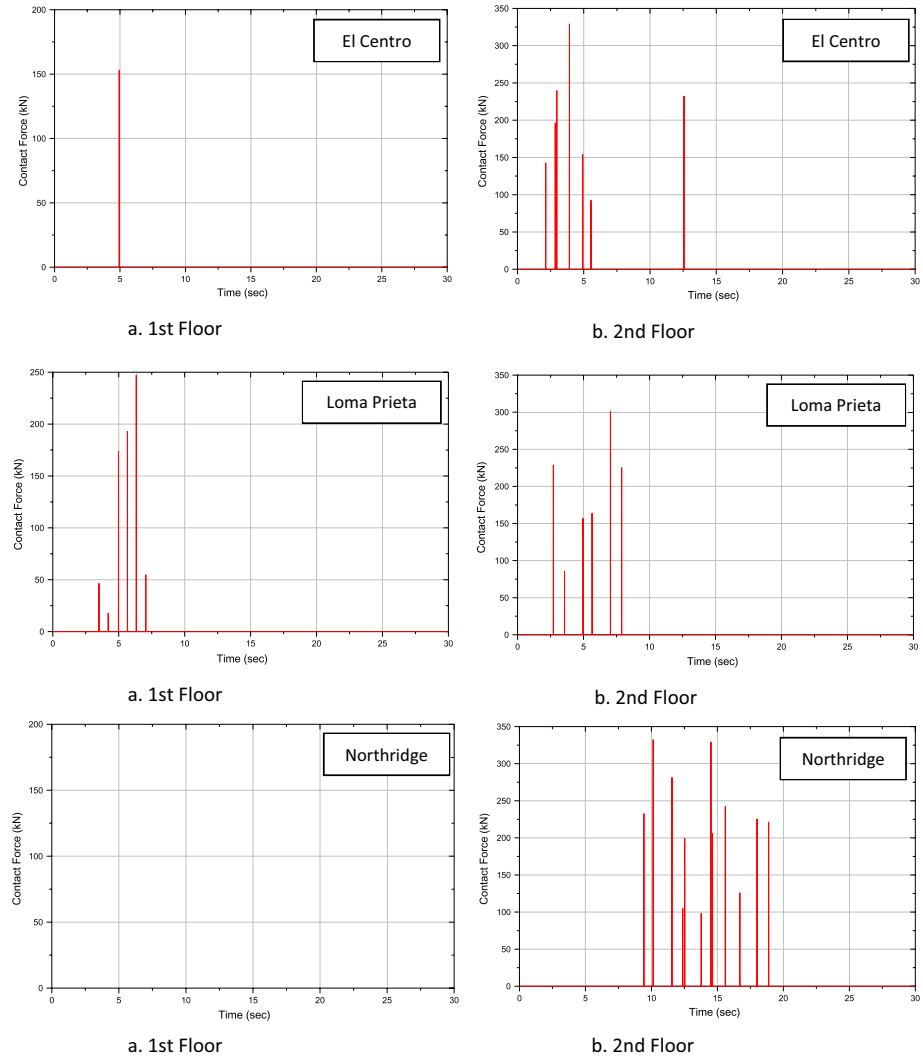 El Centro
Contact Force (kN)
200
150
100
50
0
0 5 10 15 20 25 30
Time (sec)
a. 1st Floor
El Centro
Contact Force (kN)
350
300
250
200
150
100
50
0
0 5 10 15 20 25 30
Time (sec)
b. 2nd Floor
Loma Prieta
Contact Force (kN)
250
200
150
100
50
0
0 5 10 15 20 25 30
Time (sec)
a. 1st Floor
Loma Prieta
Contact Force (kN)
350
300
250
200
150
100
50
0
0 5 10 15 20 25 30
Time (sec)
b. 2nd Floor
Northridge
Contact Force (kN)
200
150
100
50
0
0 5 10 15 20 25 30
Time (sec)
a. 1st Floor
Northridge
Contact Force (kN)
350
300
250
200
150
100
50
0
0 5 10 15 20 25 30
Time (sec)
b. 2nd Floor